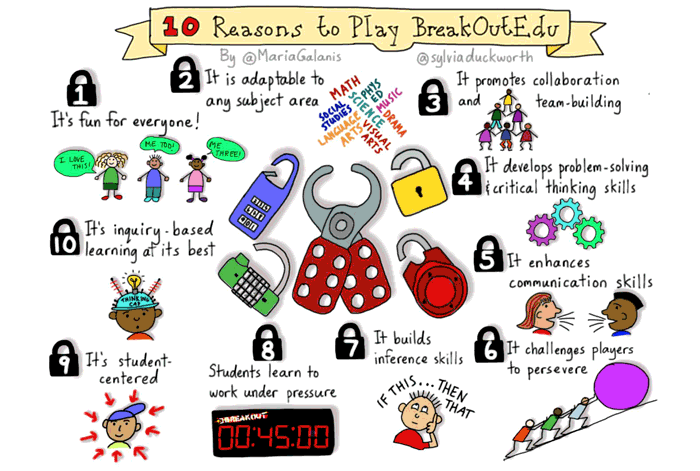 10 Reasons to Play BreakOutEdu
By @MariaGalanis
@sylviaduckworth
1
It's fun for everyone!
I LOVE
THIS!
ME TOO!
ME
THREE!
2
It is adaptable to
any subject area
MATH
PHYS
ED
SCIENCE
MUSIC
SOCIAL
STUDIES
LANGUAGE
ARTS
VISUAL
ARTS
DRAMA
3
It promotes collaboration
and team-building
4
It develops problem-solving
& critical thinking skills
5
It enhances
communication skills
6
It challenges players
to persevere
7
It builds
inference skills
IF THIS... THEN
THAT
8
Students learn to
work under pressure
BREAKOUT
00:45:00
9
It's student-
centered
10
It's inquiry-based
learning at its best
THINKING
CAP